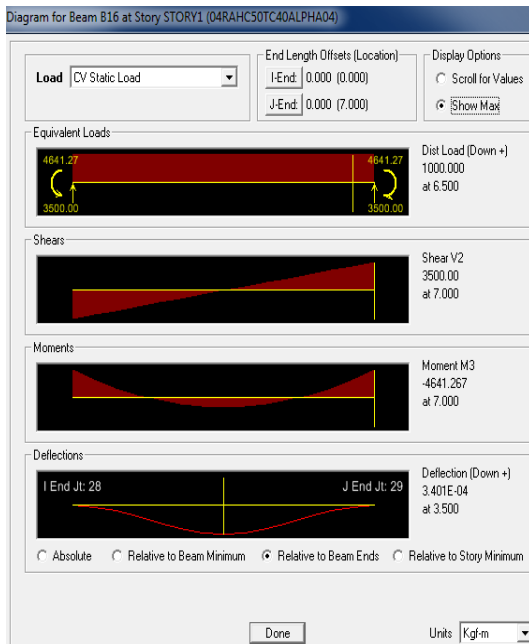 Diagram for Beam B16 at Story STORY1 (04RAHC50TC40ALPHA04)
Load CV Static Load
End Length Offsets (Location)
I-End: 0.000 (0.000)
J-End: 0.000 (7.000)
Display Options
Scroll for Values
Show Max
Equivalent Loads
4641.27 4641.27
3500.00 3500.00
Dist Load (Down +)
1000.000
at 6.500
Shears
Shear V2
3500.00
at 7.000
Moments
Moment M3
-4641.267
at 7.000
Deflections
I End Jt: 28 J End Jt: 29
Deflection (Down +)
3.401E-04
at 3.500
Absolute Relative to Beam Minimum Relative to Beam Ends Relative to Story Minimum
Done Units Kgf-m